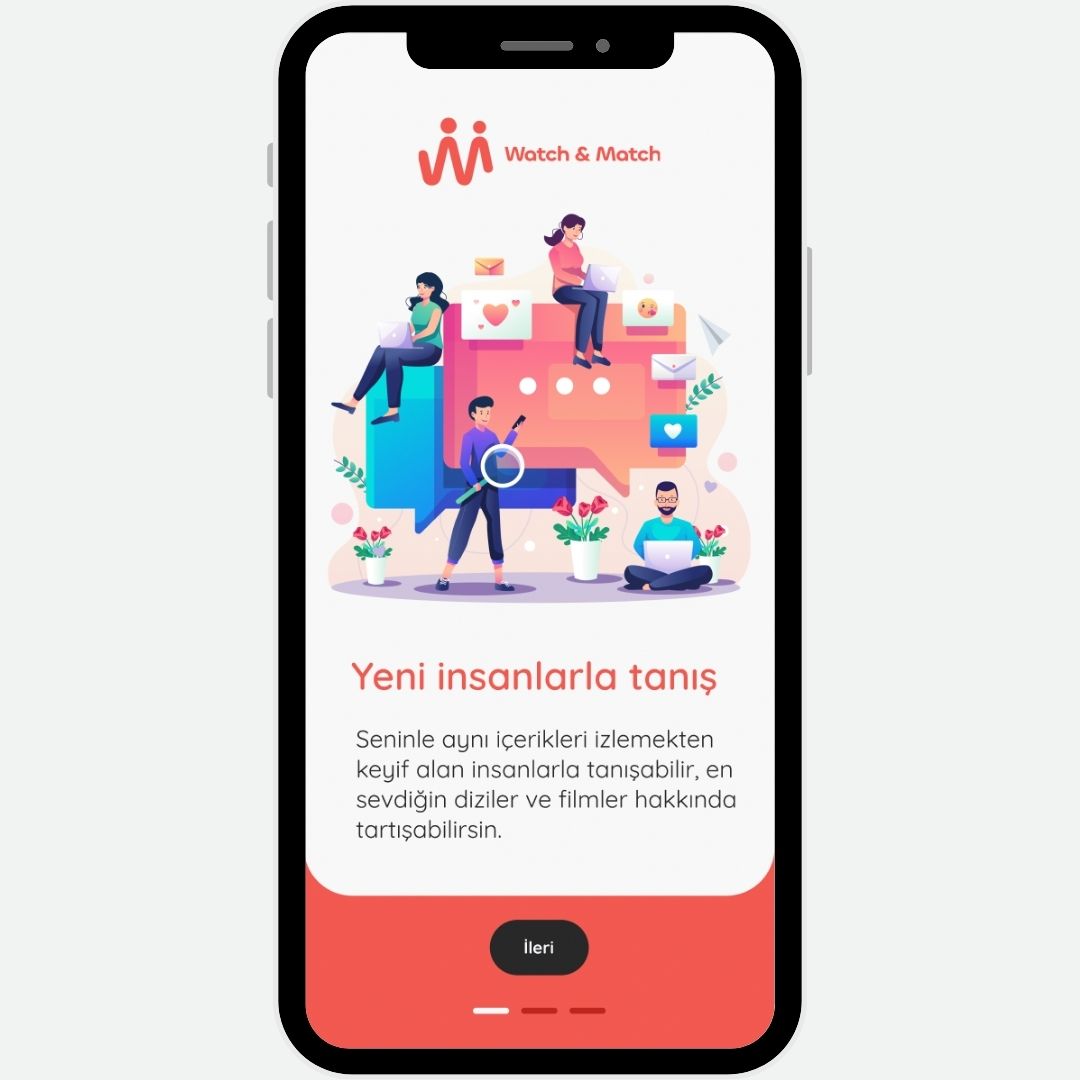 Watch & Match
Yeni insanlarla tanış
Seninle aynı içerikleri izlemekten
keyif alan insanlarla tanışabilir, en
sevdiğin diziler ve filmler hakkında
tartışabilirsin.
İleri